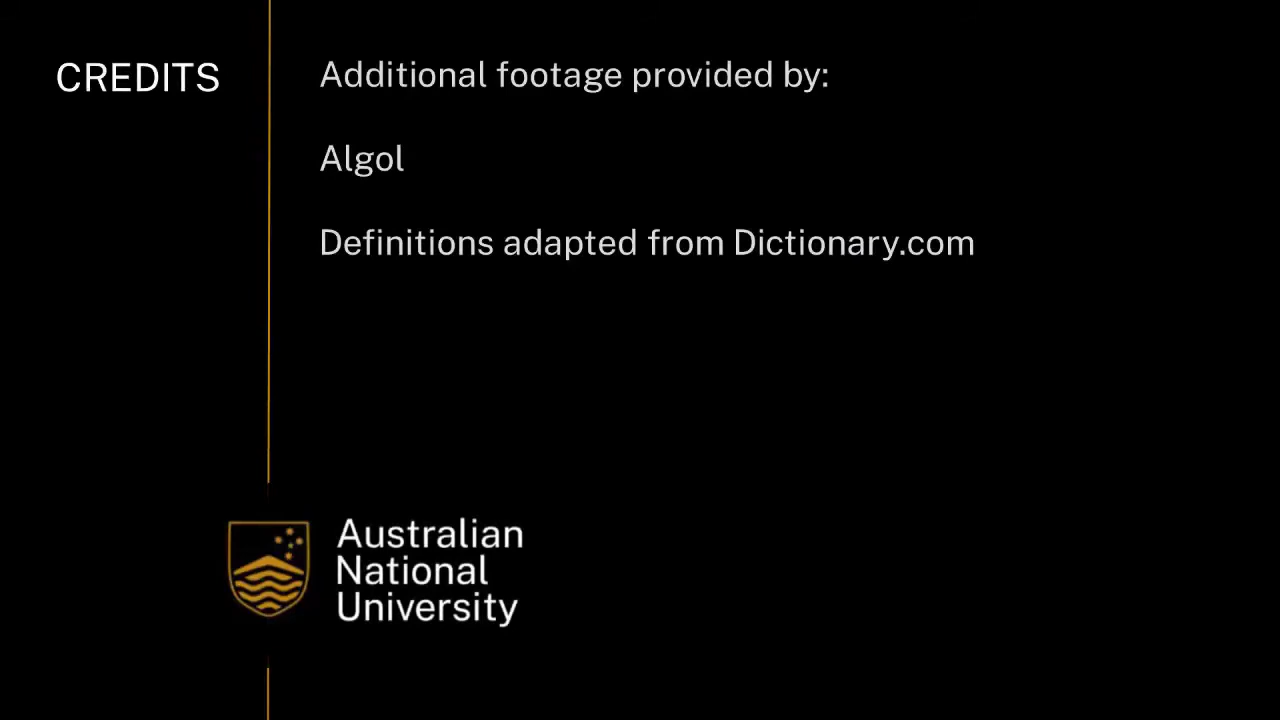 CREDITS
Additional footage provided by:
Algol
Definitions adapted from Dictionary.com
Australian
National
University